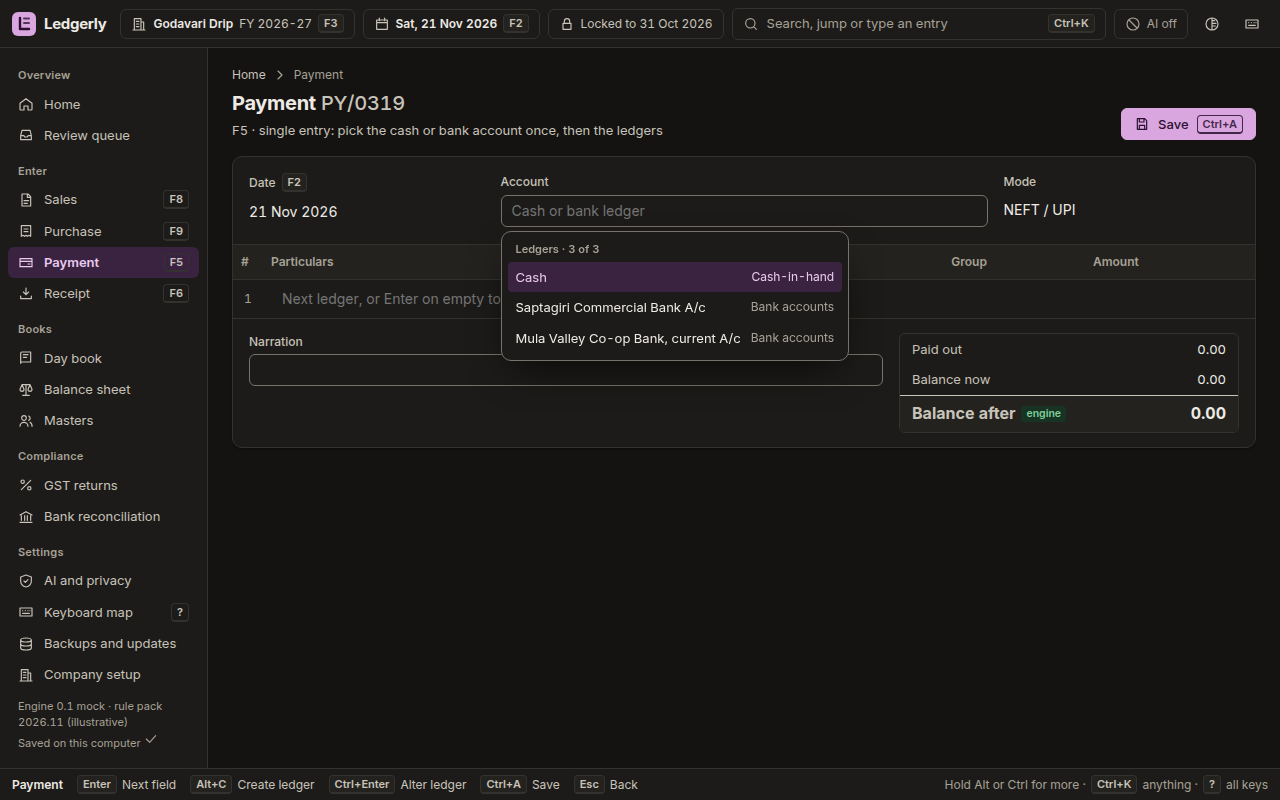 Ledgerly
Godavari Drip FY 2026-27 F3
Sat, 21 Nov 2026 F2
Locked to 31 Oct 2026
Search, jump or type an entry Ctrl+K
AI off
Overview
Home
Review queue
Enter
Sales F8
Purchase F9
Payment F5
Receipt F6
Books
Day book
Balance sheet
Masters
Compliance
GST returns
Bank reconciliation
Settings
AI and privacy
Keyboard map ?
Backups and updates
Company setup
Engine 0.1 mock · rule pack
2026.11 (illustrative)
Saved on this computer
Home > Payment
Payment PY/0319
F5 · single entry: pick the cash or bank account once, then the ledgers
Save Ctrl+A
Date F2
21 Nov 2026
Account
Cash or bank ledger
Mode
NEFT / UPI
Ledgers · 3 of 3
Cash Cash-in-hand
Saptagiri Commercial Bank A/c Bank accounts
Mula Valley Co-op Bank, current A/c Bank accounts
# Particulars Group Amount
1 Next ledger, or Enter on empty to
Narration
Paid out 0.00
Balance now 0.00
Balance after engine 0.00
Payment Enter Next field Alt+C Create ledger Ctrl+Enter Alter ledger Ctrl+A Save Esc Back
Hold Alt or Ctrl for more · Ctrl+K anything · ? all keys